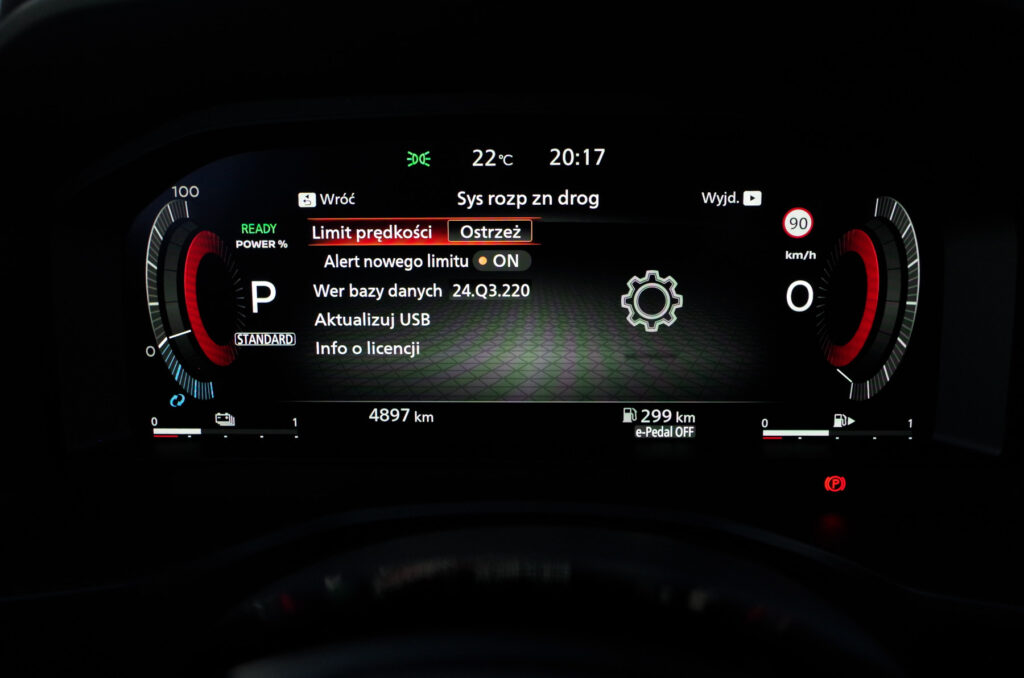 22°C 20:17
100
Wróć Sys rozp zn drog Wyjd.
READY
POWER %
Limit prędkości Ostrzeż
90
Alert nowego limitu ON
km/h
P
Wer bazy danych 24.Q3.220
0
Aktualizuj USB
STANDARD
0
Info o licencji
4897 km
299 km
e-Pedal OFF
0 1
0 1
P